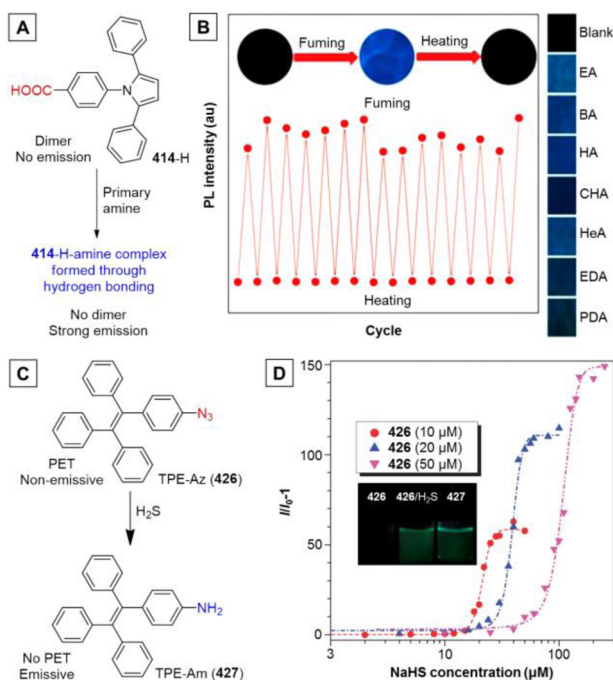 A
HOOC
N
414-H
Dimer
No emission
Primary
amine
414-H-amine complex
formed through
hydrogen bonding
No dimer
Strong emission
B
Fuming
Heating
Fuming
PL intensity (au)
Heating
Cycle
Blank
EA
BA
HA
CHA
HeA
EDA
PDA
C
N3
PET
Non-emissive
TPE-Az (426)
H2S
NH2
No PET
Emissive
TPE-Am (427)
D
150
100
50
0
I/I0-1
426 (10 μM)
426 (20 μM)
426 (50 μM)
426 426/H2S 427
3 10 100
NaHS concentration (μM)